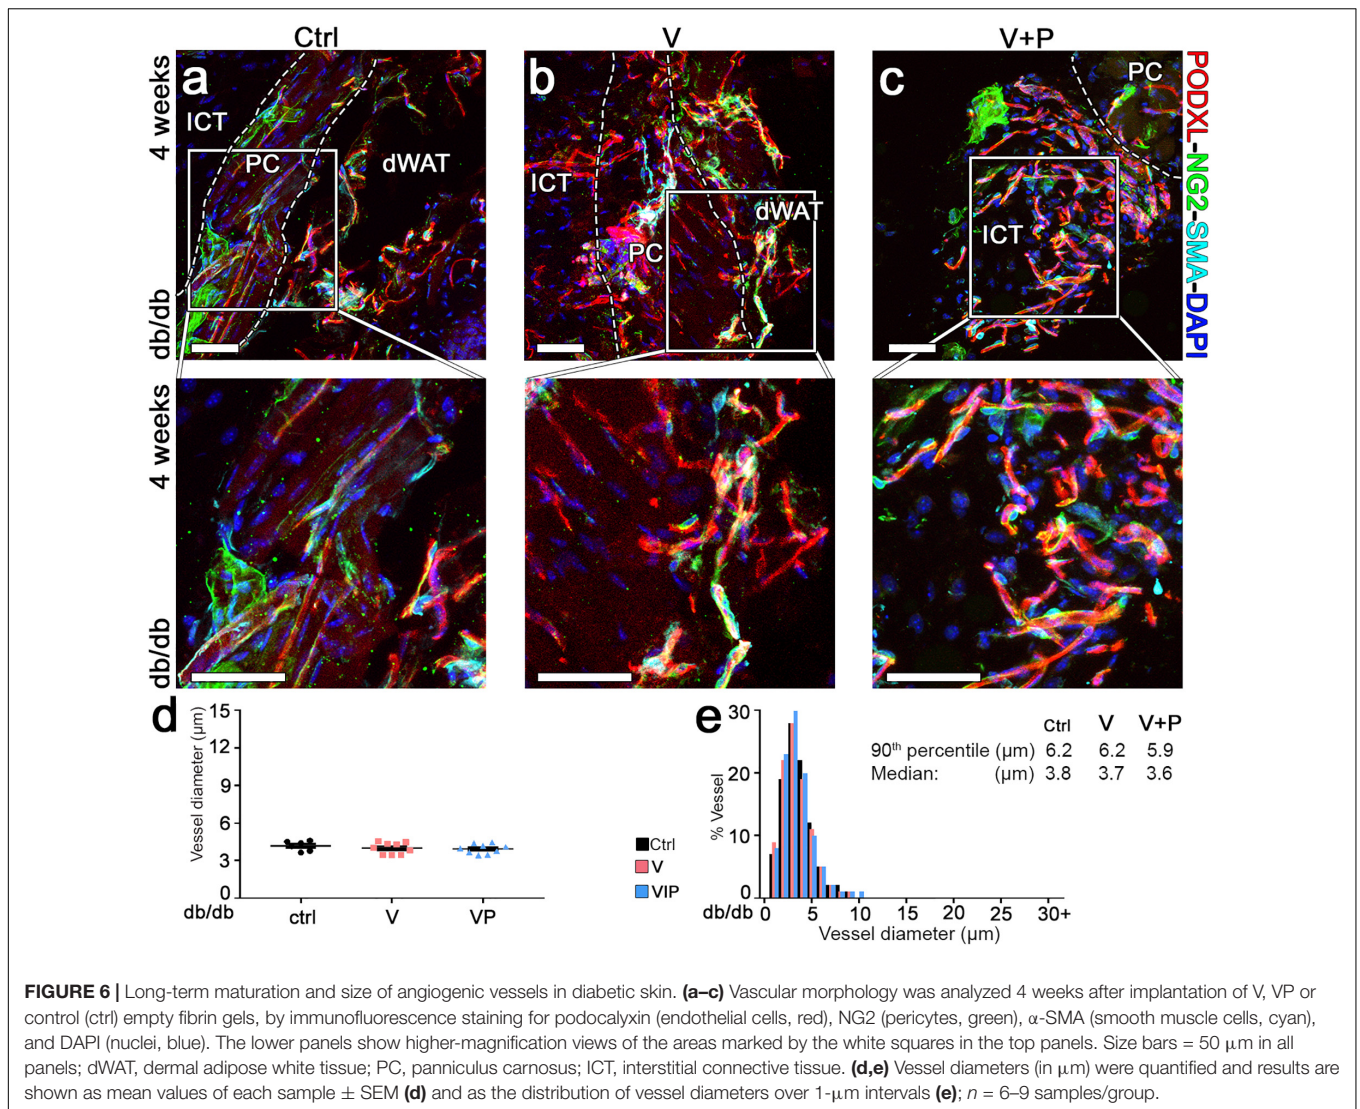 Ctrl
V
V+P
a
b
c
4 weeks
db/db
ICT
PC
dWAT
ICT
PC
dWAT
ICT
PC
PODXL-NG2-SMA-DAPI
4 weeks
db/db
d
Vessel diameter (μm)
15
12
9
6
3
0
db/db
ctrl
V
VP
Ctrl
V
VIP
e
% Vessel
30
20
10
0
db/db
0 5 10 15 20 25 30+
Vessel diameter (μm)
Ctrl V V+P
90th percentile (μm) 6.2 6.2 5.9
Median: (μm) 3.8 3.7 3.6
FIGURE 6 | Long-term maturation and size of angiogenic vessels in diabetic skin. (a–c) Vascular morphology was analyzed 4 weeks after implantation of V, VP or
control (ctrl) empty fibrin gels, by immunofluorescence staining for podocalyxin (endothelial cells, red), NG2 (pericytes, green), α-SMA (smooth muscle cells, cyan),
and DAPI (nuclei, blue). The lower panels show higher-magnification views of the areas marked by the white squares in the top panels. Size bars = 50 μm in all
panels; dWAT, dermal adipose white tissue; PC, panniculus carnosus; ICT, interstitial connective tissue. (d,e) Vessel diameters (in μm) were quantified and results are
shown as mean values of each sample ± SEM (d) and as the distribution of vessel diameters over 1-μm intervals (e); n = 6–9 samples/group.